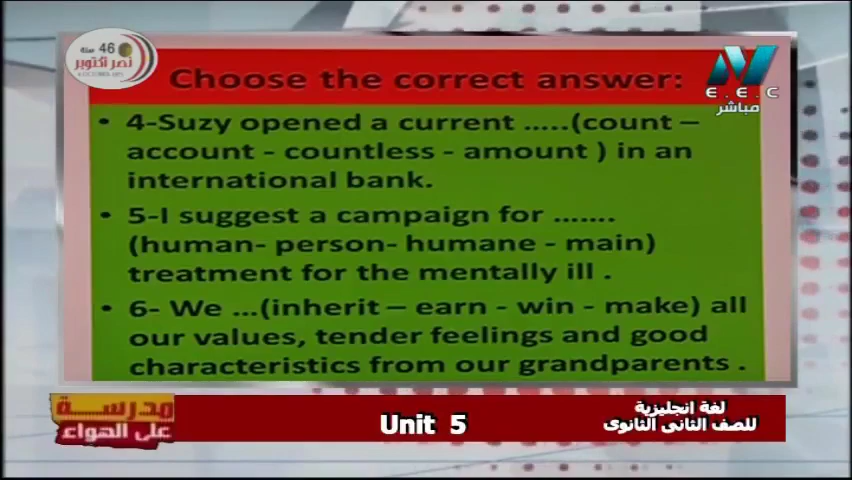 46 سنة
نصر أكتوبر
6 OCTOBER 1973
E . E . C
مباشر
Choose the correct answer:
• 4-Suzy opened a current .....(count –
account - countless - amount ) in an
international bank.
• 5-I suggest a campaign for .......
(human- person- humane - main)
treatment for the mentally ill .
• 6- We ...(inherit – earn - win - make) all
our values, tender feelings and good
characteristics from our grandparents .
مدرسة
على الهواء
Unit 5
لغة انجليزية
للصف الثانى الثانوى